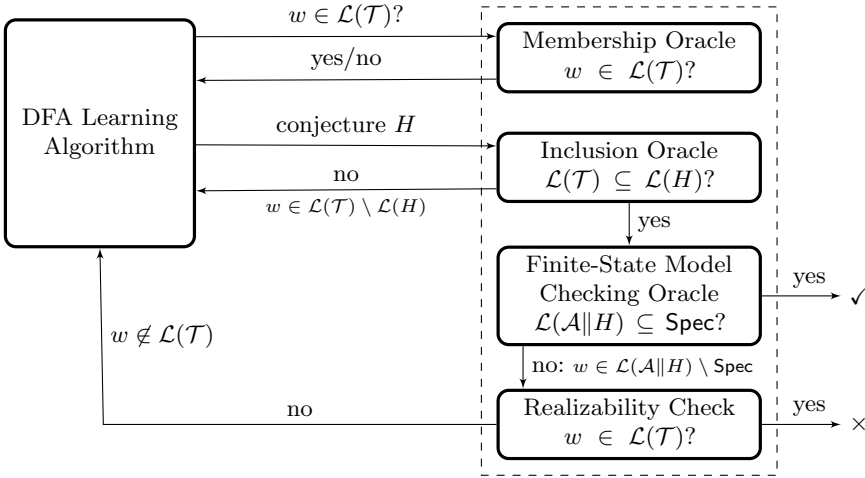 w ∈ ℒ(𝒯)?
yes/no
Membership Oracle
w ∈ ℒ(𝒯)?
DFA Learning
Algorithm
conjecture H
no
w ∈ ℒ(𝒯) \ ℒ(H)
Inclusion Oracle
ℒ(𝒯) ⊆ ℒ(H)?
yes
Finite-State Model
Checking Oracle
ℒ(𝒜∥H) ⊆ Spec?
yes
✓
w ∉ ℒ(𝒯)
no: w ∈ ℒ(𝒜∥H) \ Spec
no
Realizability Check
w ∈ ℒ(𝒯)?
yes
×